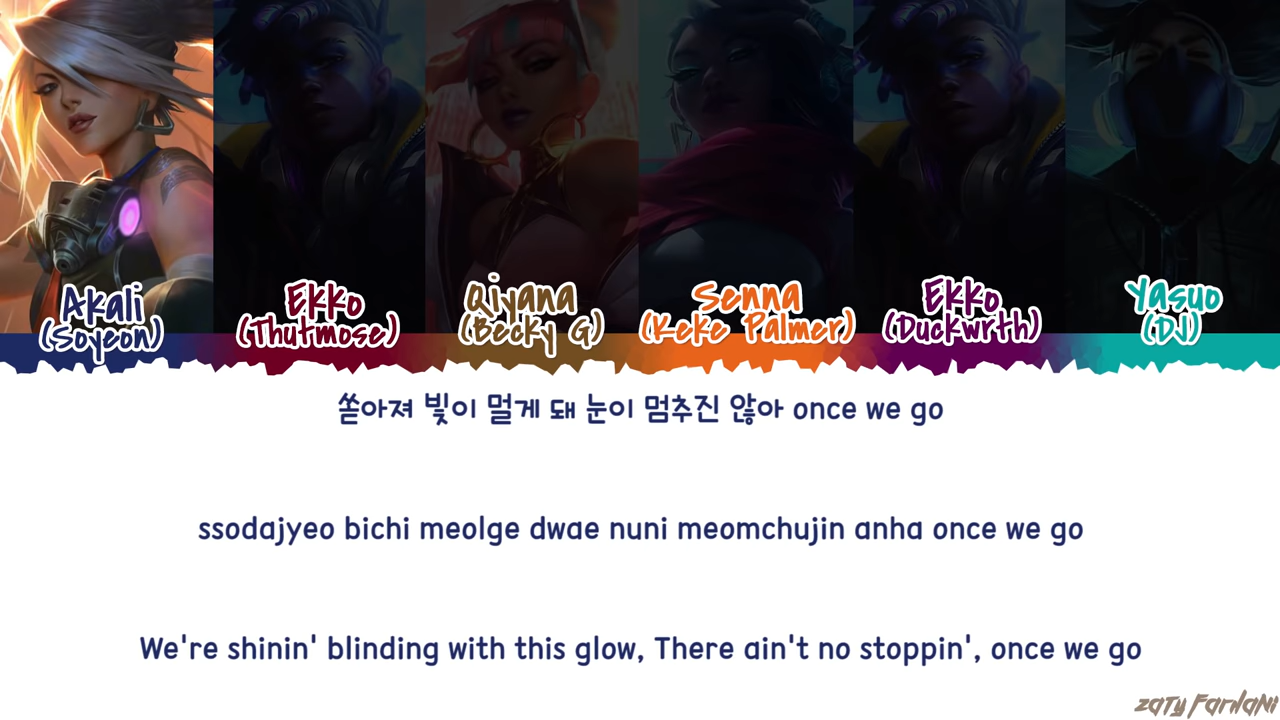 Akali
(Soyeon)
Ekko
(Thutmose)
Qiyana
(Becky G)
Senna
(Keke Palmer)
Ekko
(Duckwrth)
Yasuo
(DJ)
쏟아져 빛이 멀게 돼 눈이 멈추진 않아 once we go
ssodajyeo bichi meolge dwae nuni meomchujin anha once we go
We're shinin' blinding with this glow, There ain't no stoppin', once we go
zaty Farhani